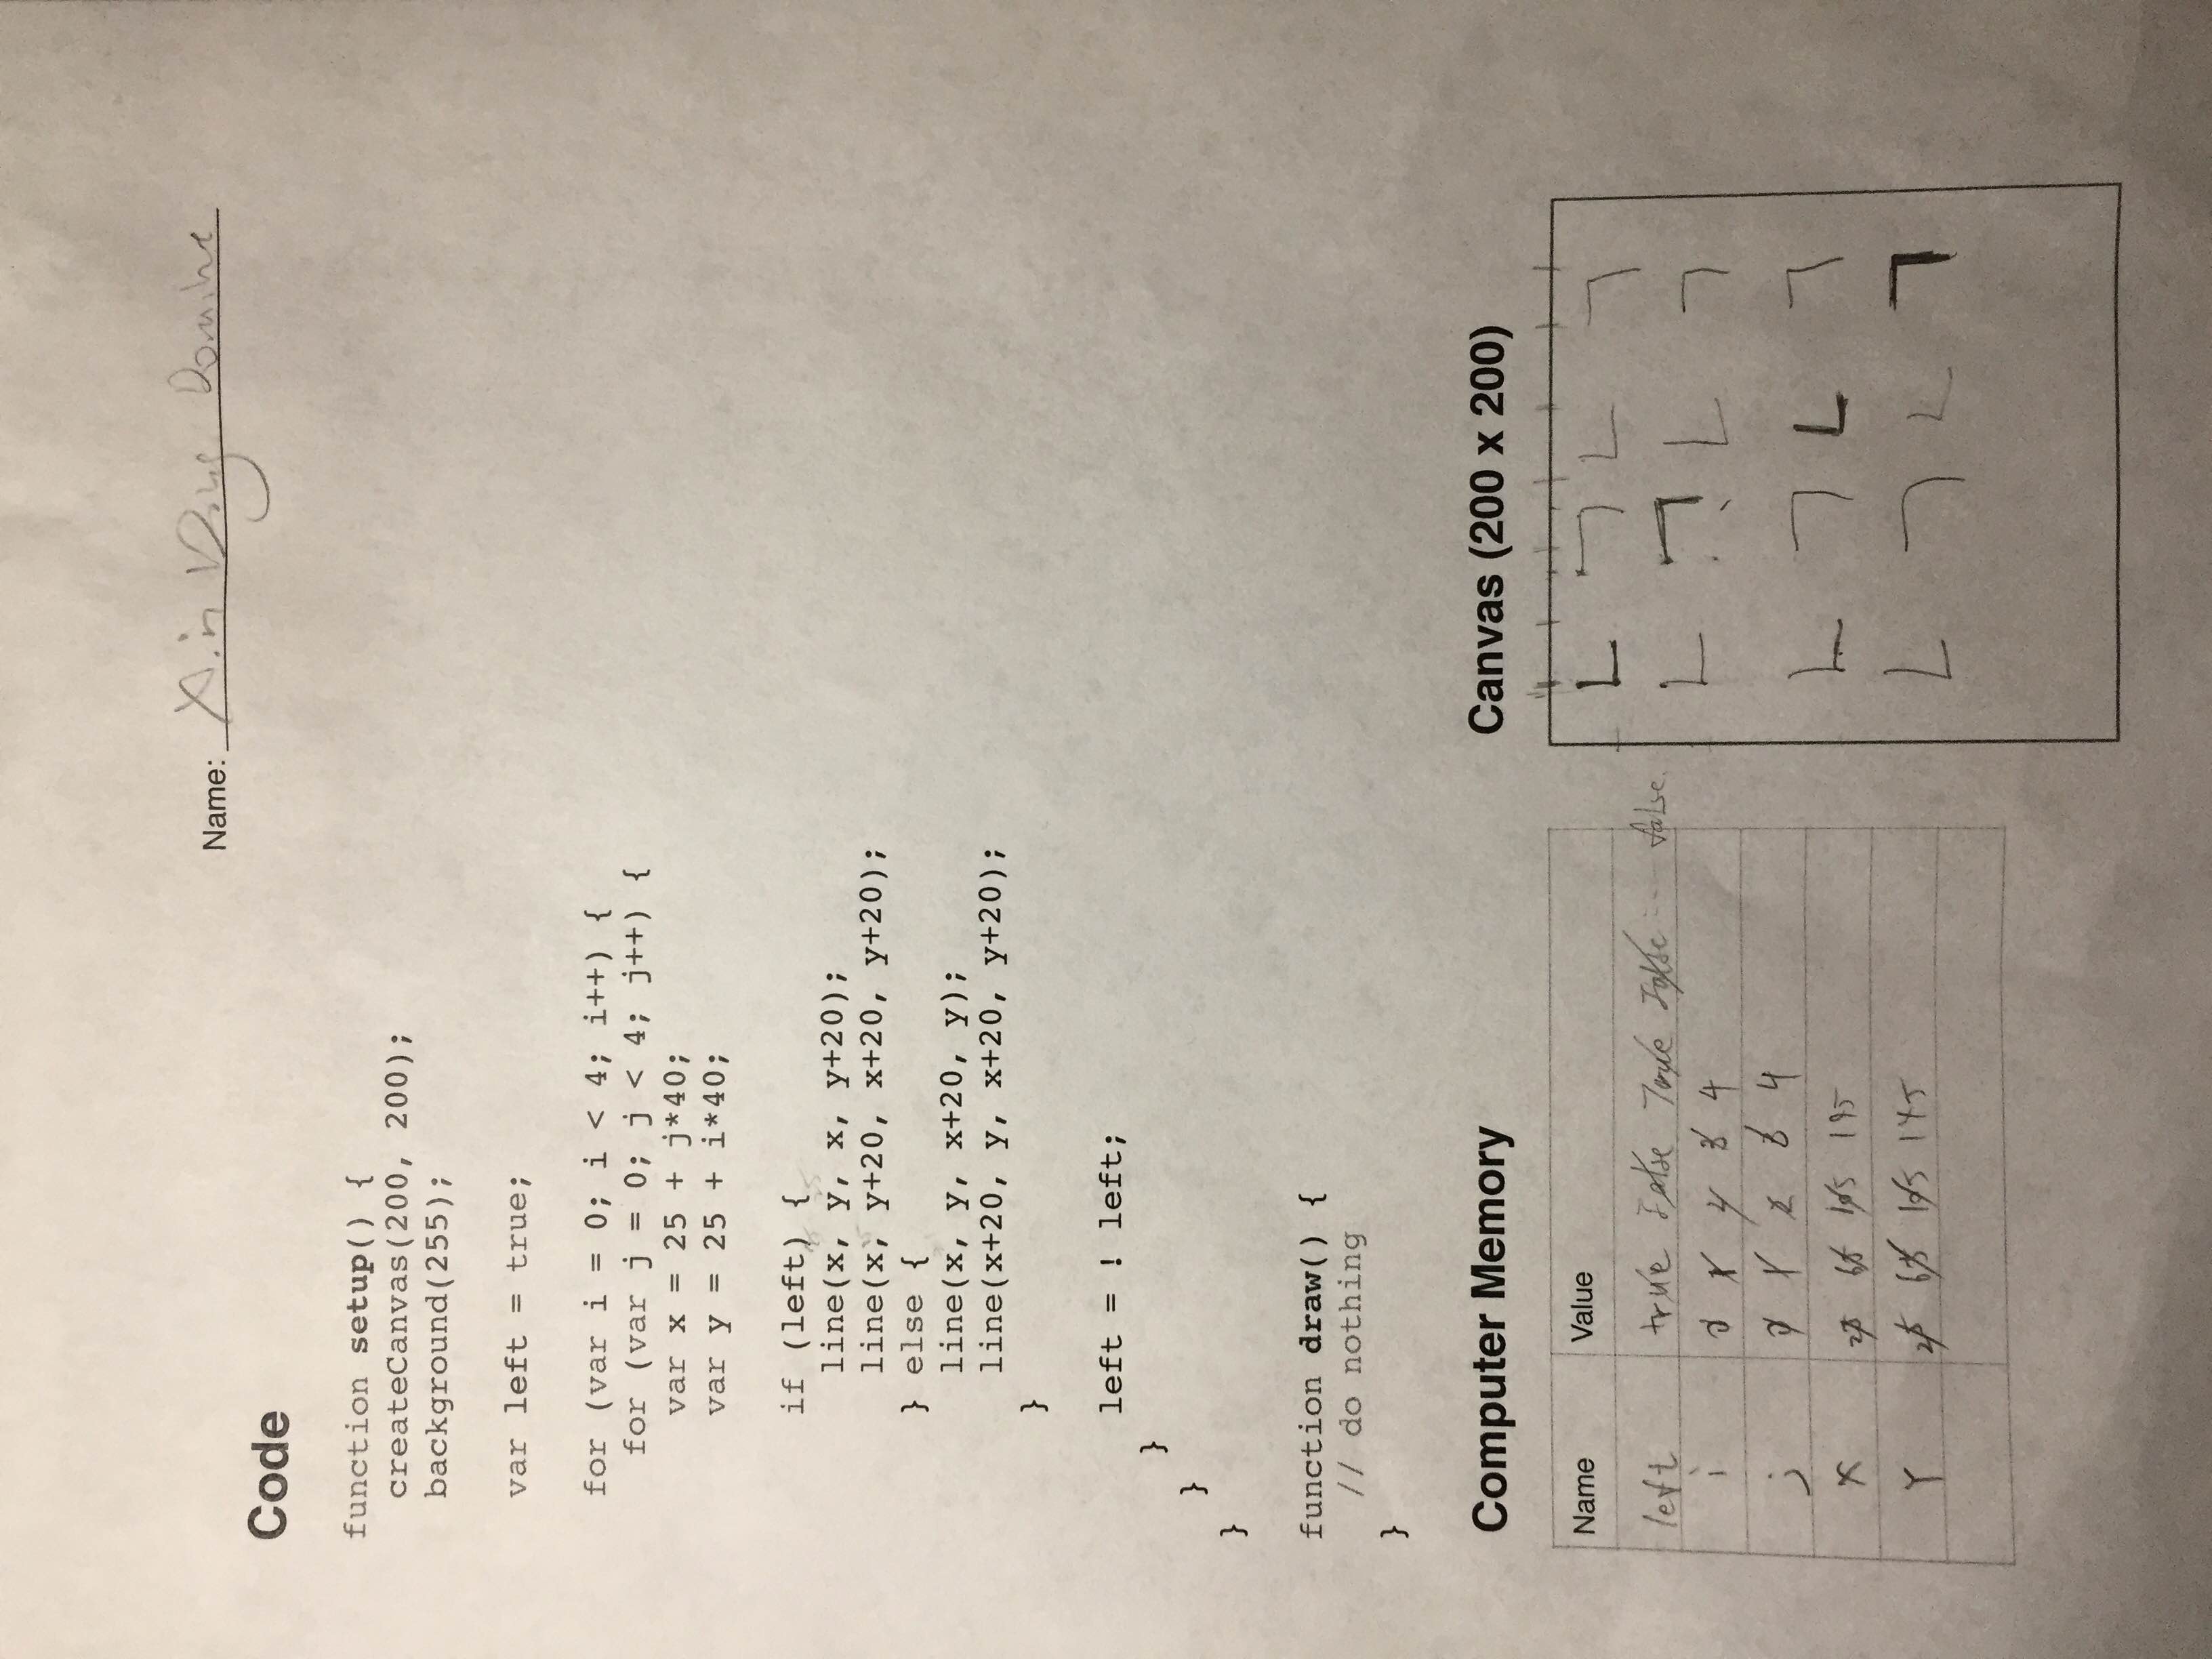 Name: Xin Ying
Code
function setup() {
createCanvas(200, 200);
background(255);
var left = true;
for (var i = 0; i < 4; i++) {
for (var j = 0; j < 4; j++) {
var x = 25 + j*40;
var y = 25 + i*40;
if (left) {
line(x, y, x, y+20);
line(x, y+20, x+20, y+20);
} else {
line(x, y, x+20, y);
line(x+20, y, x+20, y+20);
}
left = ! left;
}
}
}
function draw() {
// do nothing
}
Computer Memory
Name Value
left true False True False ---- false.
i 0 1 2 3 4
j 0 1 2 3 4
X 25 65 105 145
Y 25 65 105 145
Canvas (200 x 200)